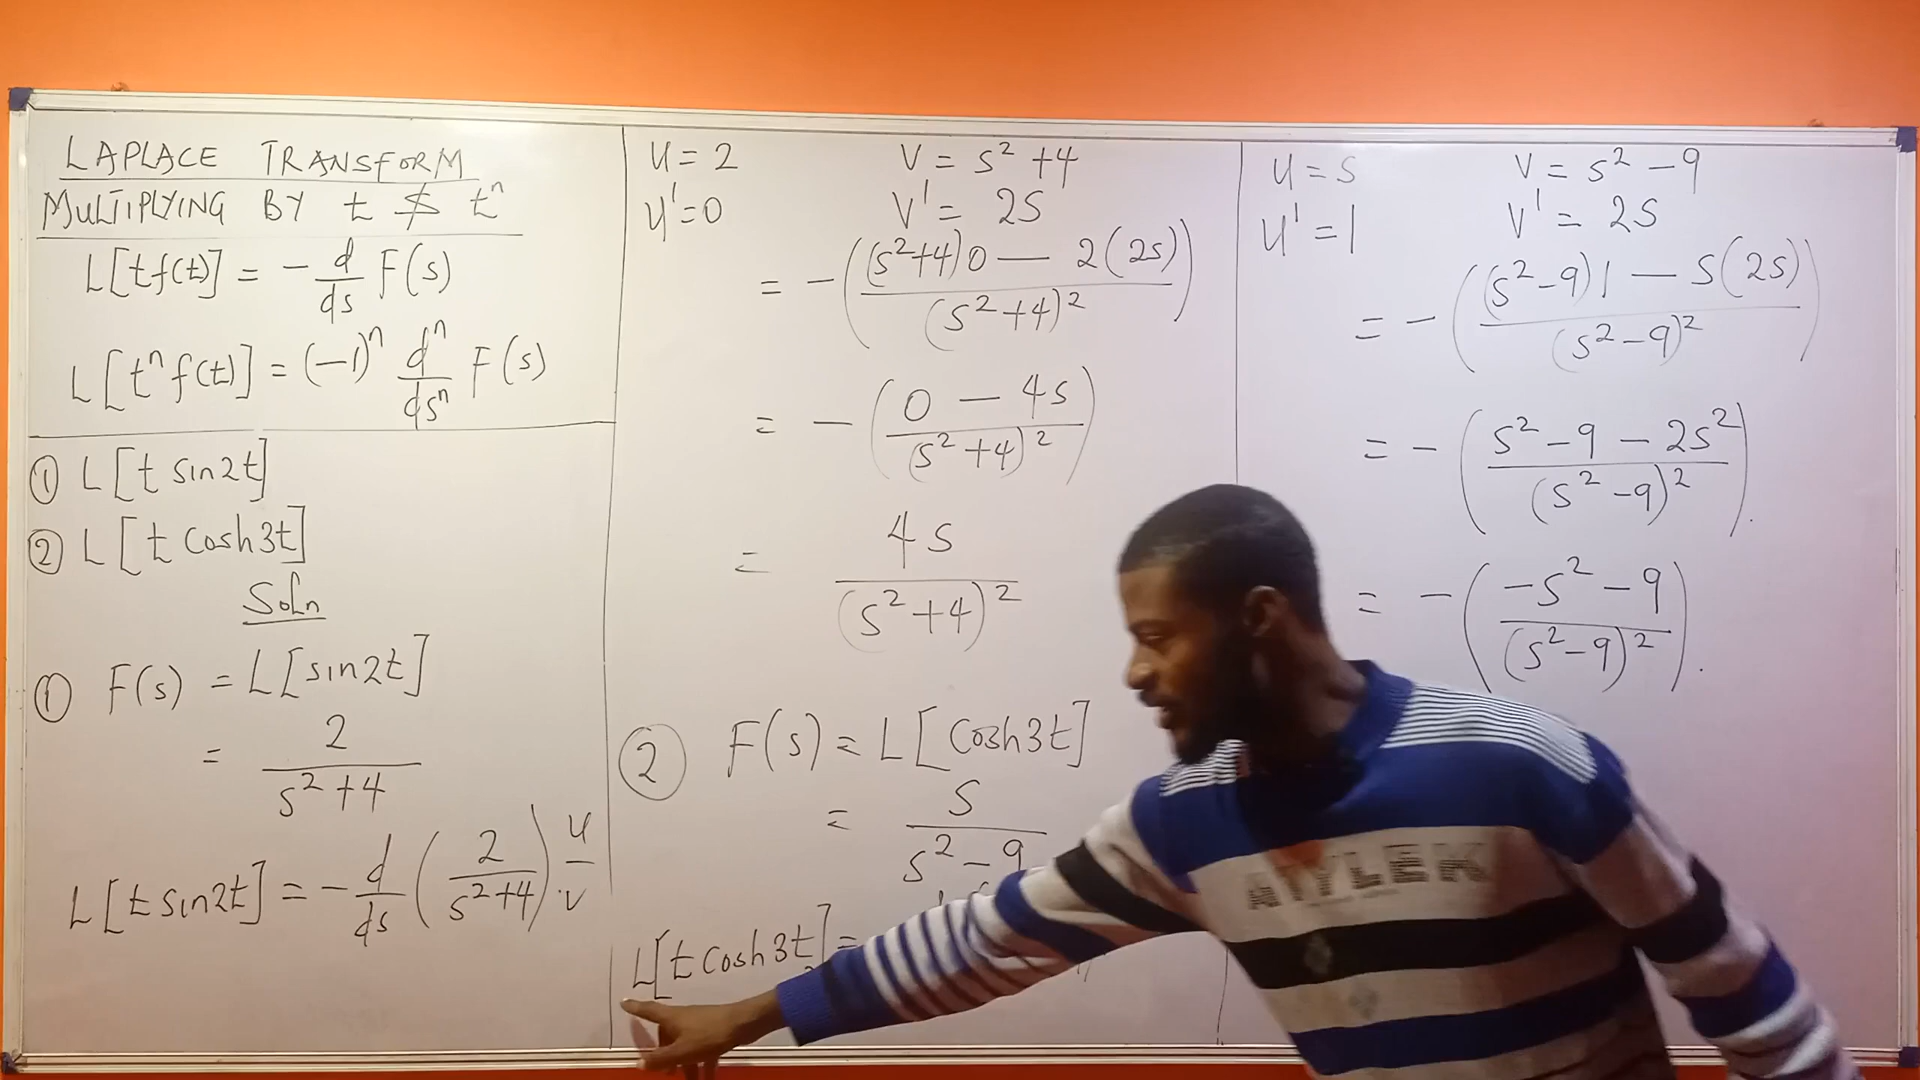 LAPLACE TRANSFORM
MULTIPLYING BY t & tⁿ
L[tf(t)] = - d/ds F(s)
L[tⁿf(t)] = (-1)ⁿ dⁿ/dsⁿ F(s)
① L[t sin2t]
② L[t Cosh3t]
Soln
① F(s) = L[sin2t]
= 2/(s²+4)
L[t sin2t] = - d/ds (2/(s²+4)) u/v
u = 2 v = s²+4
u' = 0 v' = 2s
= -(((s²+4)0 - 2(2s))/(s²+4)²)
= -((0 - 4s)/(s²+4)²)
= 4s/(s²+4)²
② F(s) = L[Cosh3t]
= s/(s²-9)
L[t Cosh3t] =
u = s v = s²-9
u' = 1 v' = 2s
= -(((s²-9)1 - s(2s))/(s²-9)²)
= -((s²-9-2s²)/(s²-9)²).
= -((-s²-9)/(s²-9)²).